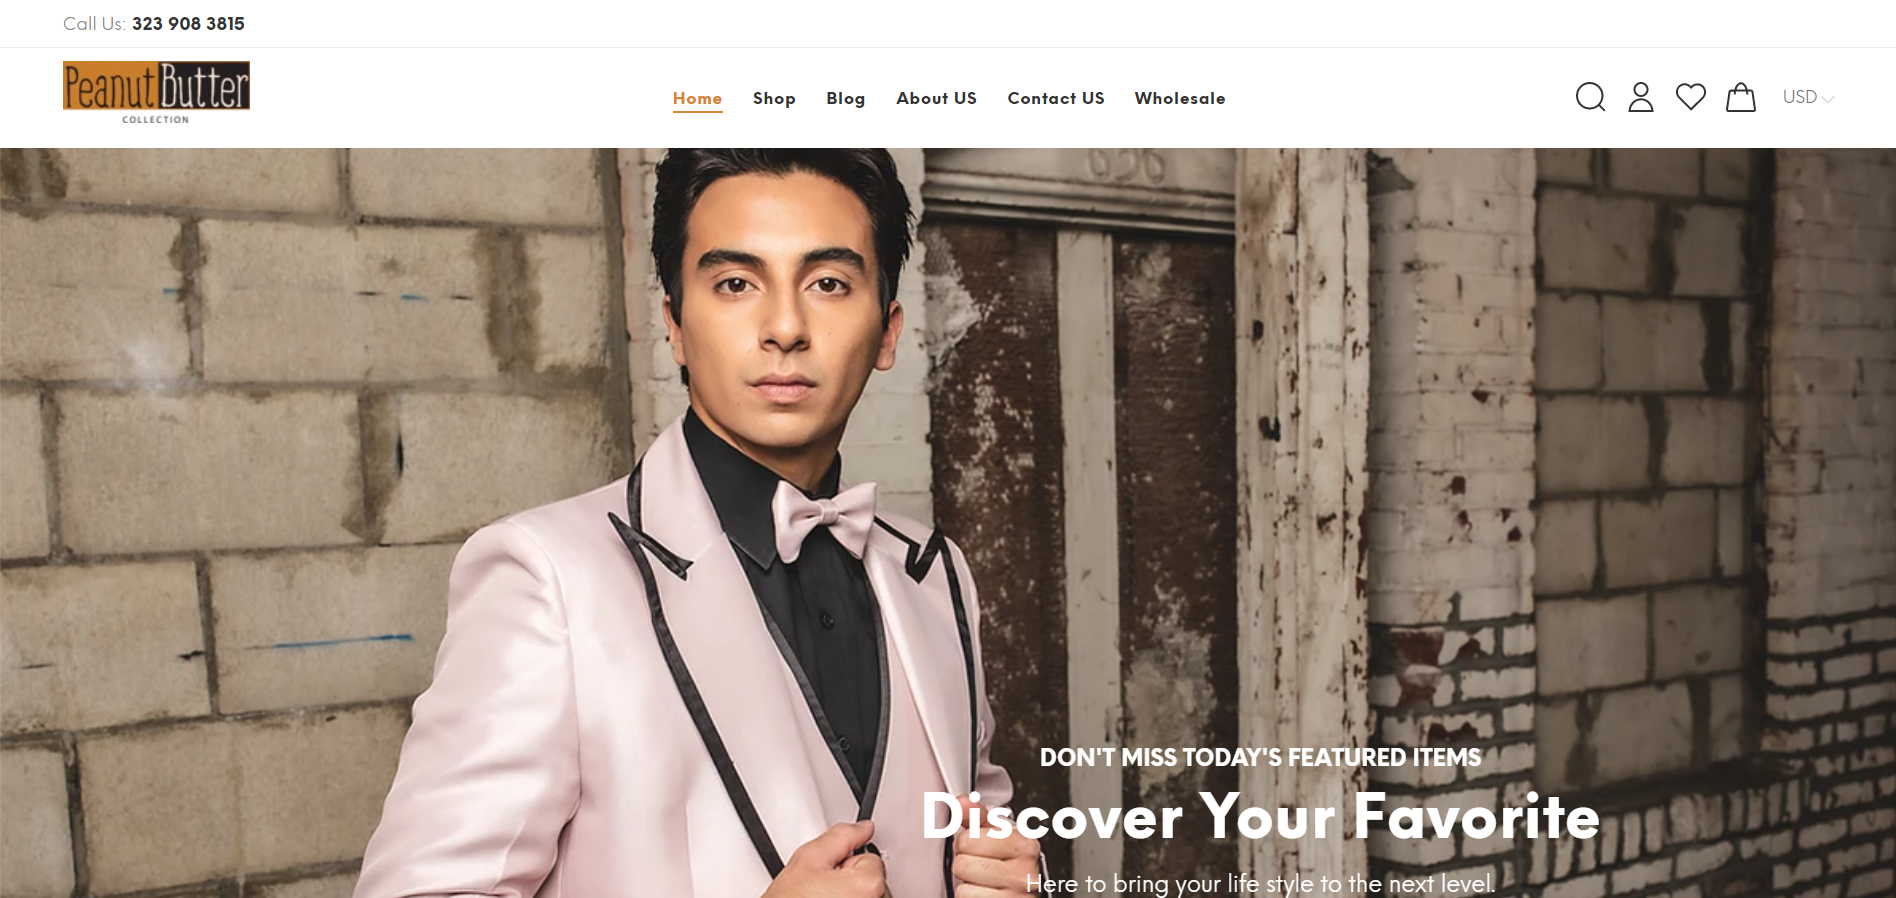 Call Us: 323 908 3815
PeanutButter
COLLECTION
Home Shop Blog About US Contact US Wholesale
USD
DON'T MISS TODAY'S FEATURED ITEMS
Discover Your Favorite
Here to bring your life style to the next level.